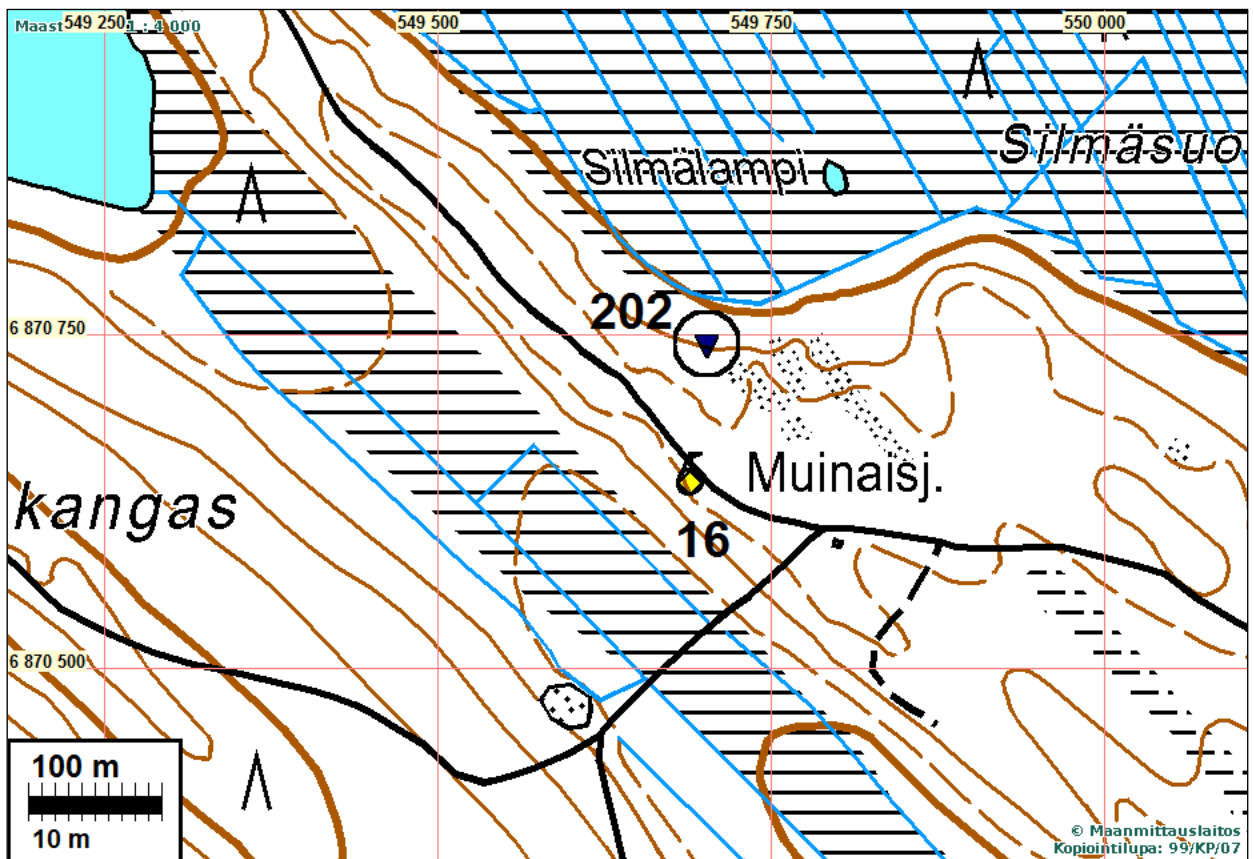 Maast 1 : 4 000
549 250
549 500
549 750
550 000
Silmäsuo
Silmälampi
202
6 870 750
Muinaisj.
kangas
16
6 870 500
100 m
10 m
© Maanmittauslaitos
Kopiointilupa: 99/KP/07